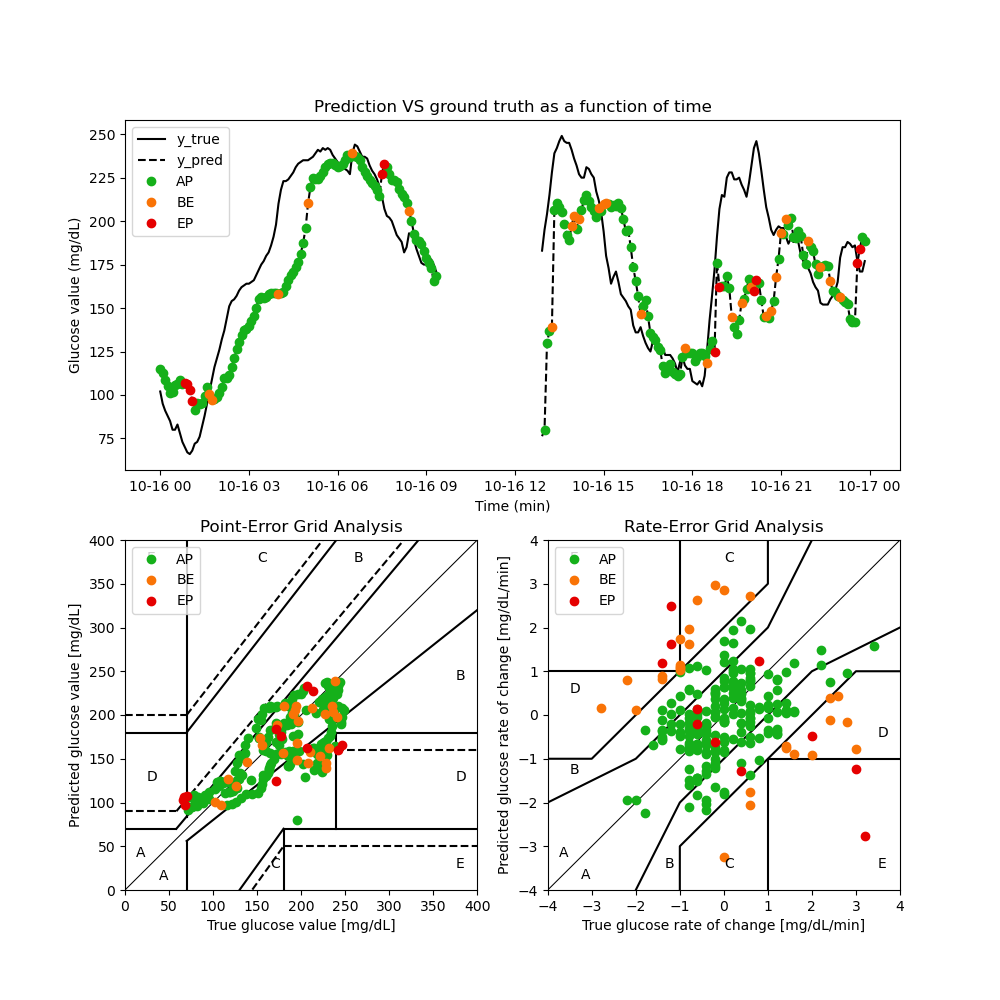 Prediction VS ground truth as a function of time
Glucose value (mg/dL)
250
225
200
175
150
125
100
75
y_true
y_pred
AP
BE
EP
10-16 00 10-16 03 10-16 06 10-16 09 10-16 12 10-16 15 10-16 18 10-16 21 10-17 00
Time (min)
Point-Error Grid Analysis
Predicted glucose value [mg/dL]
400
350
300
250
200
150
100
50
0
AP
BE
EP
C B
B
D D
A
A
C E
0 50 100 150 200 250 300 350 400
True glucose value [mg/dL]
Rate-Error Grid Analysis
Predicted glucose rate of change [mg/dL/min]
4
3
2
1
0
−1
−2
−3
−4
AP
BE
EP
C
D
D
B
A
A
B C E
−4 −3 −2 −1 0 1 2 3 4
True glucose rate of change [mg/dL/min]